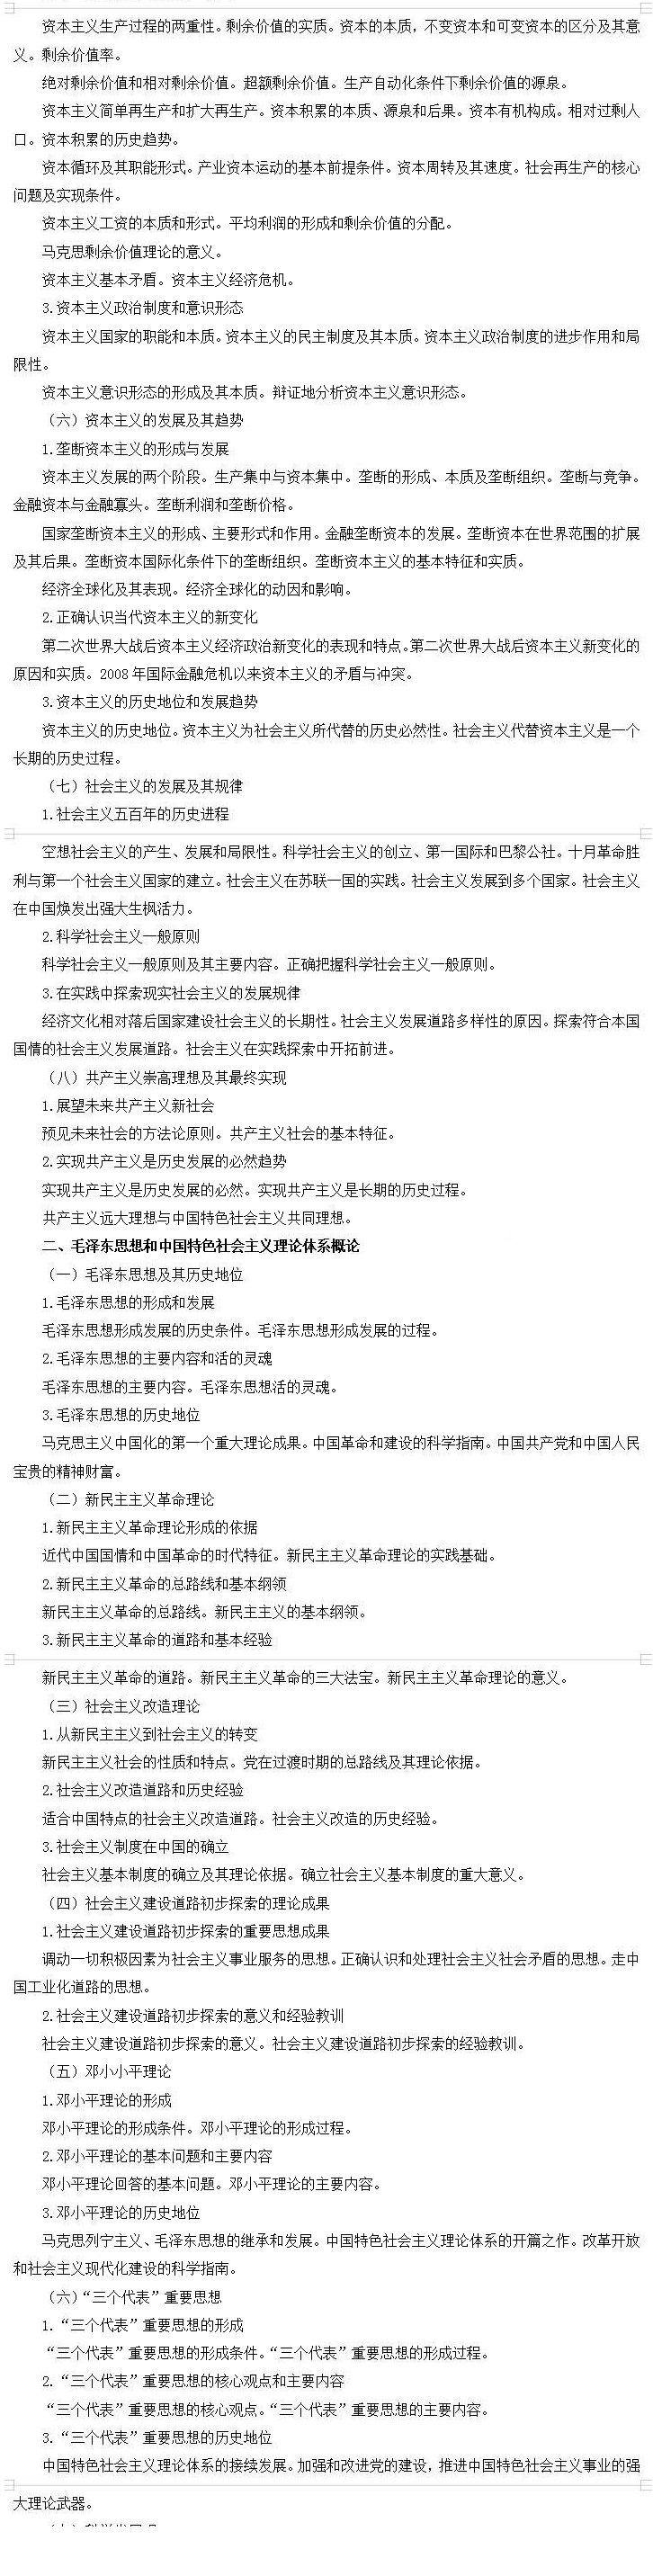 资本主义生产过程的两重性。剩余价值的实质。资本的本质，不变资本和可变资本的区分及其意
义。剩余价值率。
绝对剩余价值和相对剩余价值。超额剩余价值。生产自动化条件下剩余价值的源泉。
资本主义简单再生产和扩大再生产。资本积累的本质、源泉和后果。资本有机构成。相对过剩人
口。资本积累的历史趋势。
资本循环及其职能形式。产业资本运动的基本前提条件。资本周转及其速度。社会再生产的核心
问题及实现条件。
资本主义工资的本质和形式。平均利润的形成和剩余价值的分配。
马克思剩余价值理论的意义。
资本主义基本矛盾。资本主义经济危机。
3.资本主义政治制度和意识形态
资本主义国家的职能和本质。资本主义的民主制度及其本质。资本主义政治制度的进步作用和局
限性。
资本主义意识形态的形成及其本质。辩证地分析资本主义意识形态。
（六）资本主义的发展及其趋势
1.垄断资本主义的形成与发展
资本主义发展的两个阶段。生产集中与资本集中。垄断的形成、本质及垄断组织。垄断与竞争。
金融资本与金融寡头。垄断利润和垄断价格。
国家垄断资本主义的形成、主要形式和作用。金融垄断资本的发展。垄断资本在世界范围的扩展
及其后果。垄断资本国际化条件下的垄断组织。垄断资本主义的基本特征和实质。
经济全球化及其表现。经济全球化的动因和影响。
2.正确认识当代资本主义的新变化
第二次世界大战后资本主义经济政治新变化的表现和特点。第二次世界大战后资本主义新变化的
原因和实质。2008年国际金融危机以来资本主义的矛盾与冲突。
3.资本主义的历史地位和发展趋势
资本主义的历史地位。资本主义为社会主义所代替的历史必然性。社会主义代替资本主义是一个
长期的历史过程。
（七）社会主义的发展及其规律
1.社会主义五百年的历史进程
空想社会主义的产生、发展和局限性。科学社会主义的创立、第一国际和巴黎公社。十月革命胜
利与第一个社会主义国家的建立。社会主义在苏联一国的实践。社会主义发展到多个国家。社会主义
在中国焕发出强大生枫活力。
2.科学社会主义一般原则
科学社会主义一般原则及其主要内容。正确把握科学社会主义一般原则。
3.在实践中探索现实社会主义的发展规律
经济文化相对落后国家建设社会主义的长期性。社会主义发展道路多样性的原因。探索符合本国
国情的社会主义发展道路。社会主义在实践探索中开拓前进。
（八）共产主义崇高理想及其最终实现
1.展望未来共产主义新社会
预见未来社会的方法论原则。共产主义社会的基本特征。
2.实现共产主义是历史发展的必然趋势
实现共产主义是历史发展的必然。实现共产主义是长期的历史过程。
共产主义远大理想与中国特色社会主义共同理想。
二、毛泽东思想和中国特色社会主义理论体系概论
（一）毛泽东思想及其历史地位
1.毛泽东思想的形成和发展
毛泽东思想形成发展的历史条件。毛泽东思想形成发展的过程。
2.毛泽东思想的主要内容和活的灵魂
毛泽东思想的主要内容。毛泽东思想活的灵魂。
3.毛泽东思想的历史地位
马克思主义中国化的第一个重大理论成果。中国革命和建设的科学指南。中国共产党和中国人民
宝贵的精神财富。
（二）新民主主义革命理论
1.新民主主义革命理论形成的依据
近代中国国情和中国革命的时代特征。新民主主义革命理论的实践基础。
2.新民主主义革命的总路线和基本纲领
新民主主义革命的总路线。新民主主义的基本纲领。
3.新民主主义革命的道路和基本经验
新民主主义革命的道路。新民主主义革命的三大法宝。新民主主义革命理论的意义。
（三）社会主义改造理论
1.从新民主主义到社会主义的转变
新民主主义社会的性质和特点。党在过渡时期的总路线及其理论依据。
2.社会主义改造道路和历史经验
适合中国特点的社会主义改造道路。社会主义改造的历史经验。
3.社会主义制度在中国的确立
社会主义基本制度的确立及其理论依据。确立社会主义基本制度的重大意义。
（四）社会主义建设道路初步探索的理论成果
1.社会主义建设道路初步探索的重要思想成果
调动一切积极因素为社会主义事业服务的思想。正确认识和处理社会主义社会矛盾的思想。走中
国工业化道路的思想。
2.社会主义建设道路初步探索的意义和经验教训
社会主义建设道路初步探索的意义。社会主义建设道路初步探索的经验教训。
（五）邓小小平理论
1.邓小平理论的形成
邓小平理论的形成条件。邓小平理论的形成过程。
2.邓小平理论的基本问题和主要内容
邓小平理论回答的基本问题。邓小平理论的主要内容。
3.邓小平理论的历史地位
马克思列宁主义、毛泽东思想的继承和发展。中国特色社会主义理论体系的开篇之作。改革开放
和社会主义现代化建设的科学指南。
（六）“三个代表”重要思想
1.“三个代表”重要思想的形成
“三个代表”重要思想的形成条件。“三个代表”重要思想的形成过程。
2.“三个代表”重要思想的核心观点和主要内容
“三个代表”重要思想的核心观点。“三个代表”重要思想的主要内容。
3.“三个代表”重要思想的历史地位
中国特色社会主义理论体系的接续发展。加强和改进党的建设，推进中国特色社会主义事业的强
大理论武器。